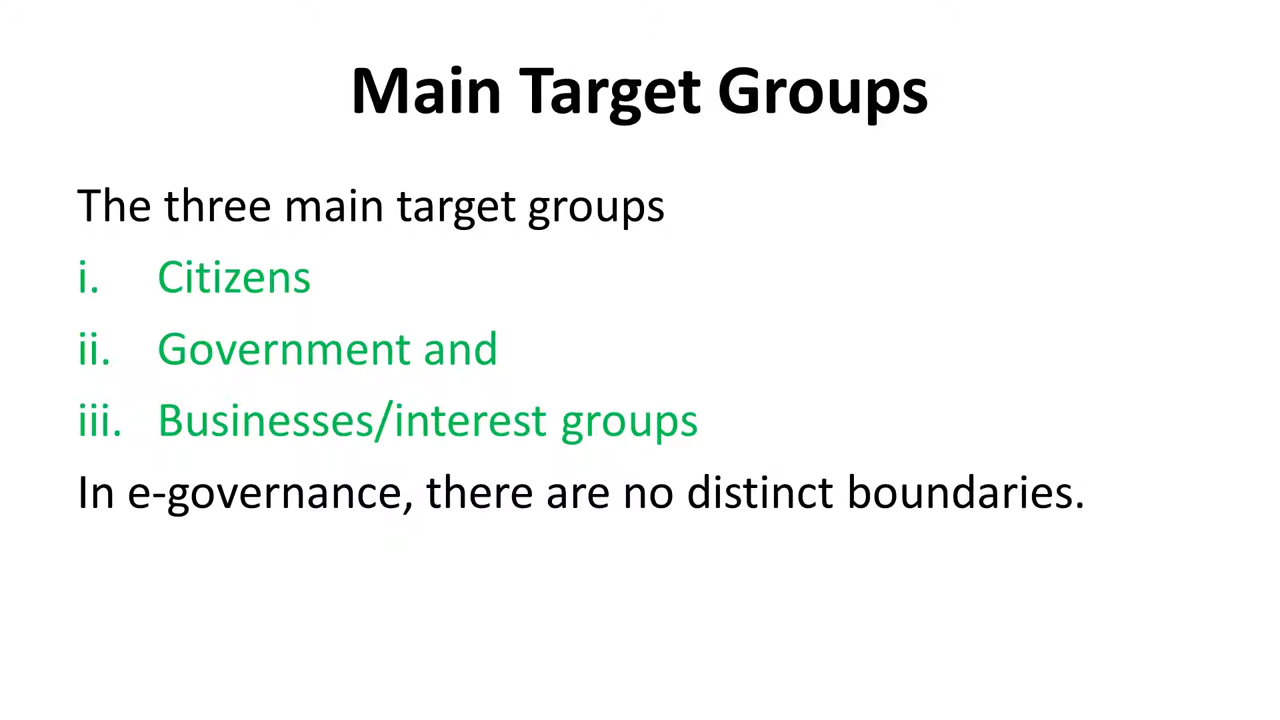 Main Target Groups
The three main target groups
i. Citizens
ii. Government and
iii. Businesses/interest groups
In e-governance, there are no distinct boundaries.